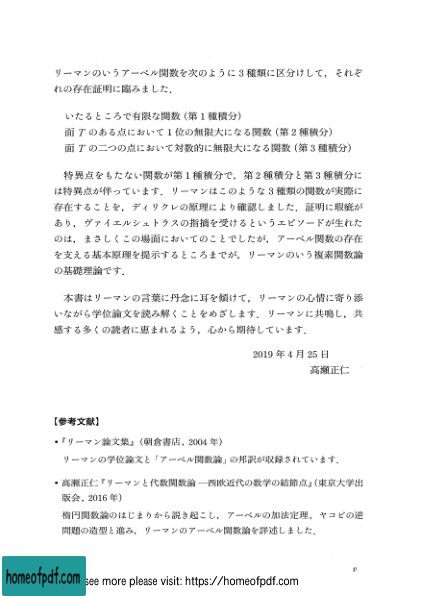 リーマンのいうアーベル関数を次のように3種類に区分けして，それぞ
れの存在証明に臨みました．
いたるところで有限な関数（第1種積分）
面 T のある点において1位の無限大になる関数（第2種積分）
面 T の二つの点において対数的に無限大になる関数（第3種積分）
特異点をもたない関数が第1種積分で，第2種積分と第3種積分に
は特異点が伴っています．リーマンはこのような3種類の関数が実際に
存在することを，ディリクレの原理により確認しました．証明に瑕疵が
あり，ヴァイエルシュトラスの指摘を受けるというエピソードが生れた
のは，まさしくこの場面においてのことでしたが，アーベル関数の存在
を支える基本原理を提示するところまでが，リーマンのいう複素関数論
の基礎理論です．
本書はリーマンの言葉に丹念に耳を傾けて，リーマンの心情に寄り添
いながら学位論文を読み解くことをめざします．リーマンに共鳴し，共
感する多くの読者に恵まれるよう，心から期待しています．
2019年4月25日
高瀬正仁
【参考文献】
•『リーマン論文集』（朝倉書店，2004年）
リーマンの学位論文と「アーベル関数論」の邦訳が収録されています．
• 高瀬正仁『リーマンと代数関数論―西欧近代の数学の結節点』（東京大学出
版会，2016年）
楕円関数論のはじまりから説き起こし，アーベルの加法定理，ヤコビの逆
問題の造型と進み，リーマンのアーベル関数論を詳述しました．
v
homeofpdf.com
see more please visit: https://homeofpdf.com